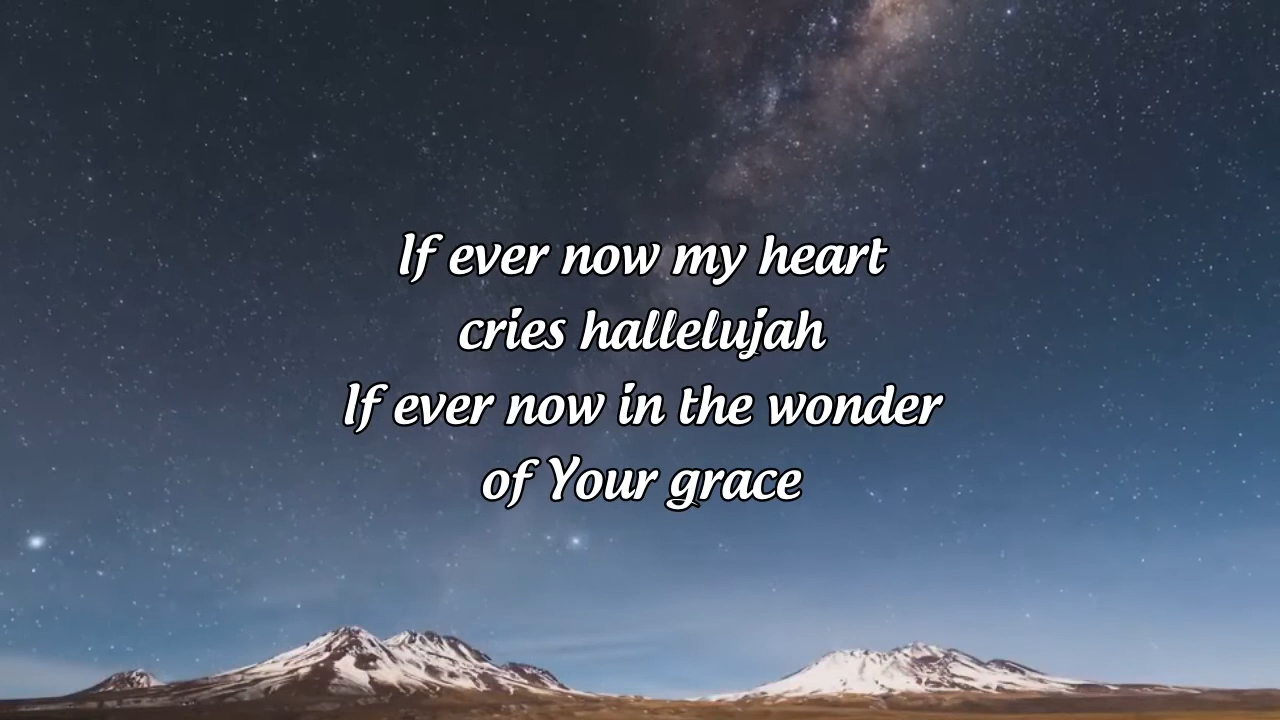 If ever now my heart
cries hallelujah
If ever now in the wonder
of Your grace